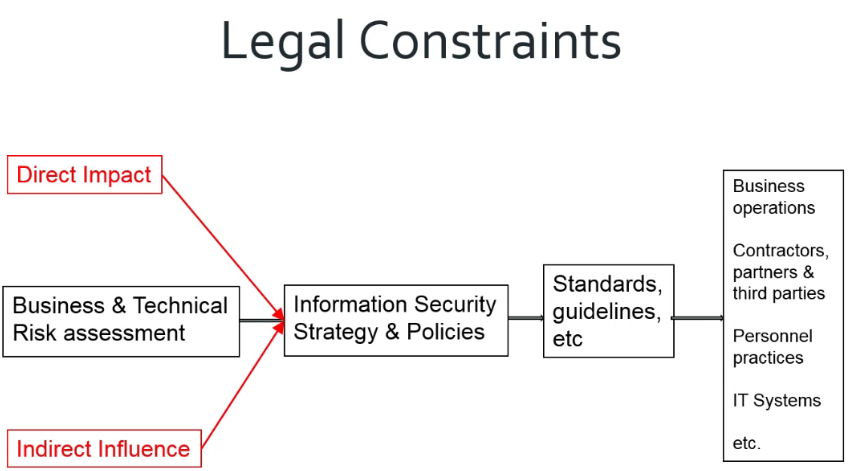 Legal Constraints
Direct Impact
Business & Technical
Risk assessment
Information Security
Strategy & Policies
Standards,
guidelines,
etc
Business
operations
Contractors,
partners &
third parties
Personnel
practices
IT Systems
etc.
Indirect Influence